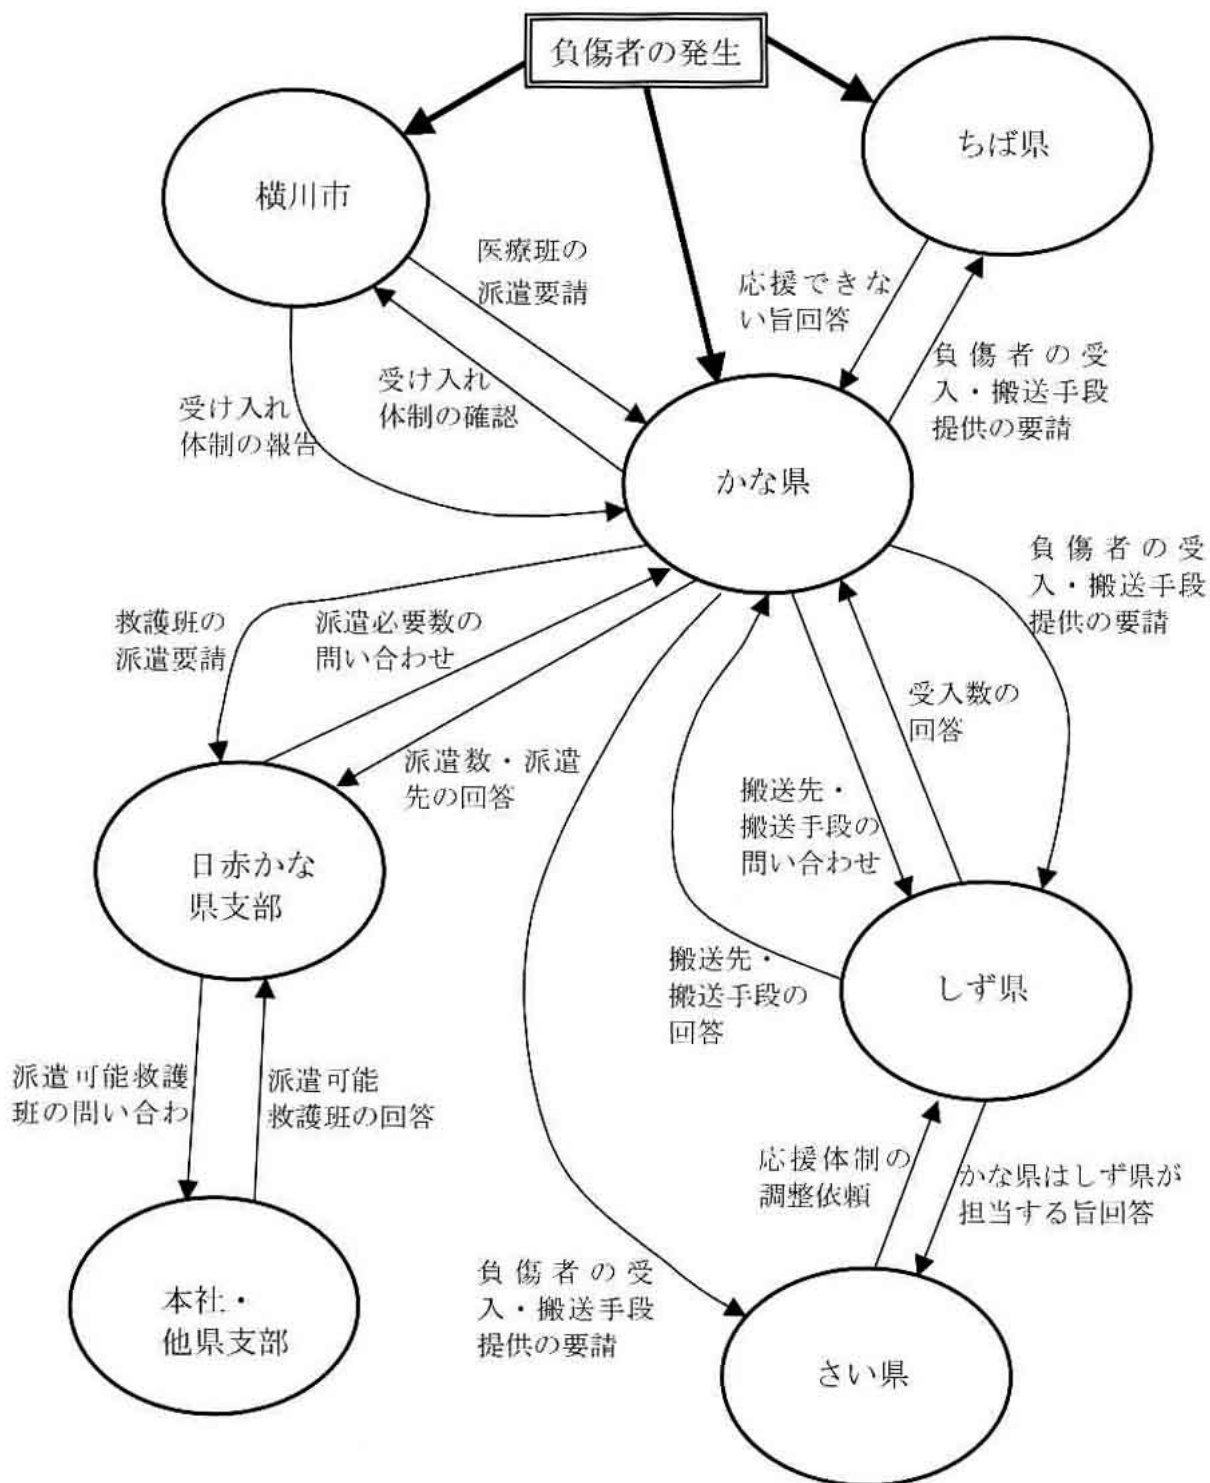 負傷者の発生
ちば県
横川市
医療班の
派遣要請
応援できな
い旨回答
負傷者の受
入・搬送手段
提供の要請
受け入れ
体制の確認
受け入れ
体制の報告
かな県
負傷者の受
入・搬送手段
提供の要請
救護班の
派遣要請
派遣必要数の
問い合わせ
受入数の
回答
派遣数・派遣
先の回答
搬送先・
搬送手段の
問い合わせ
日赤かな
県支部
搬送先・
搬送手段の
回答
しず県
派遣可能救護
班の問い合わ
派遣可能
救護班の回答
応援体制の
調整依頼
かな県はしず県が
担当する旨回答
負傷者の受
入・搬送手段
提供の要請
本社・
他県支部
さい県